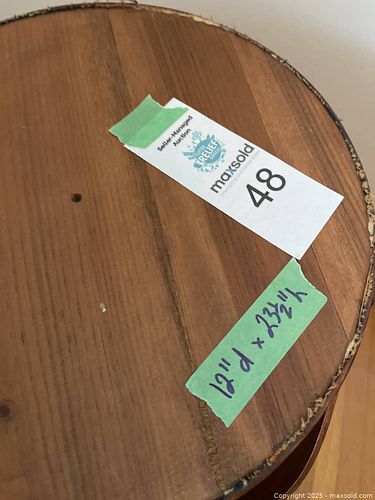 Seller-Managed
Auction
RELIEF
maxsold
48
12" d x 23½" h
Copyright © 2025 - maxsold.com